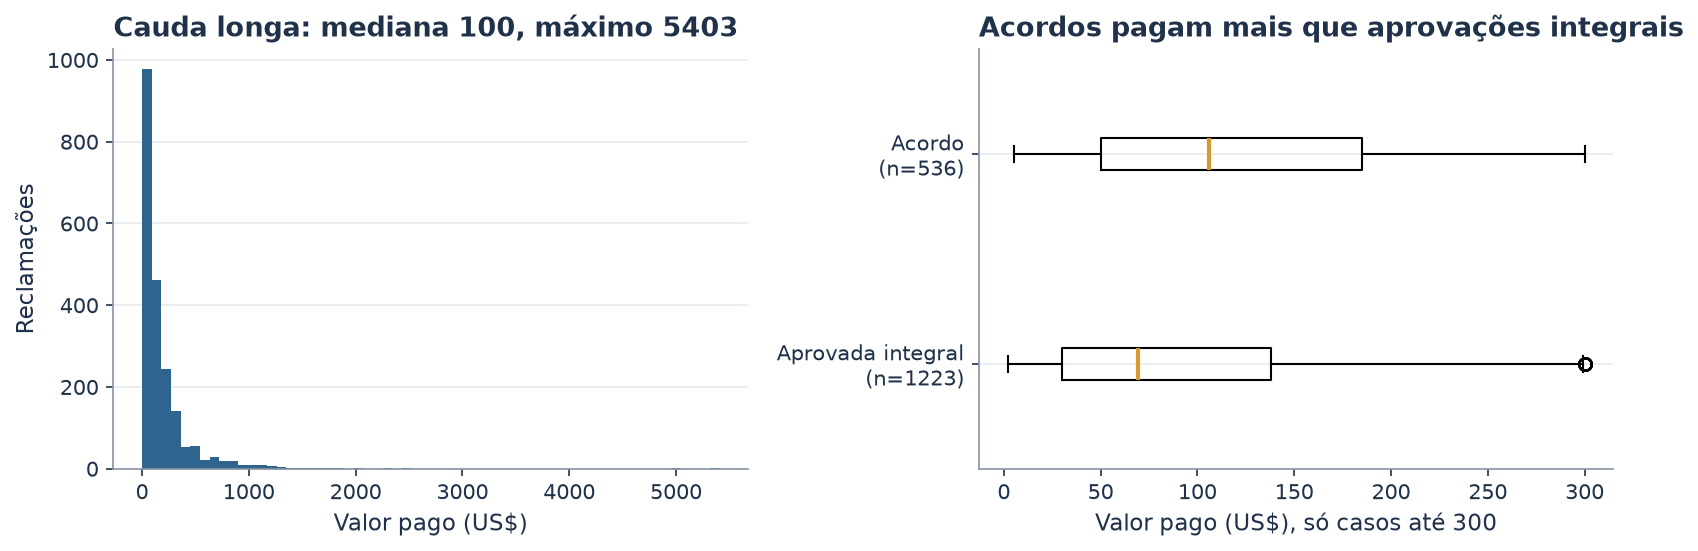 Cauda longa: mediana 100, máximo 5403
1000
800
600
400
200
0
Reclamações
0 1000 2000 3000 4000 5000
Valor pago (US$)
Acordos pagam mais que aprovações integrais
Acordo
(n=536)
Aprovada integral
(n=1223)
0 50 100 150 200 250 300
Valor pago (US$), só casos até 300